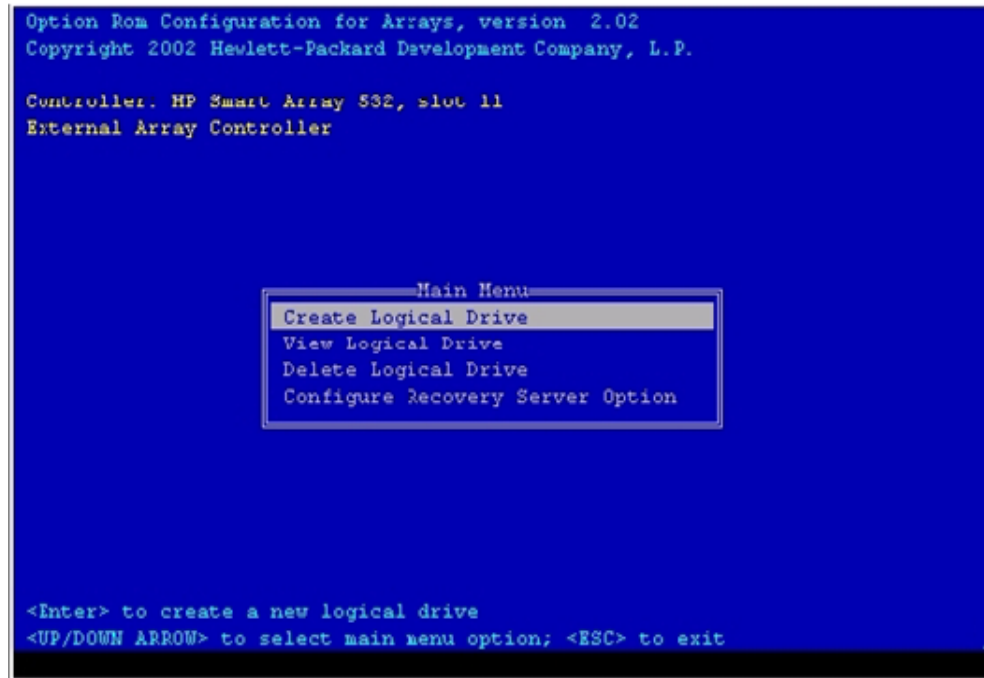 Option Rom Configuration for Arrays, version 2.02
Copyright 2002 Hewlett-Packard Development Company, L.P.
Controller: HP Smart Array 532, slot 11
External Array Controller
Main Menu
Create Logical Drive
View Logical Drive
Delete Logical Drive
Configure Recovery Server Option
<Enter> to create a new logical drive
<UP/DOWN ARROW> to select main menu option; <ESC> to exit